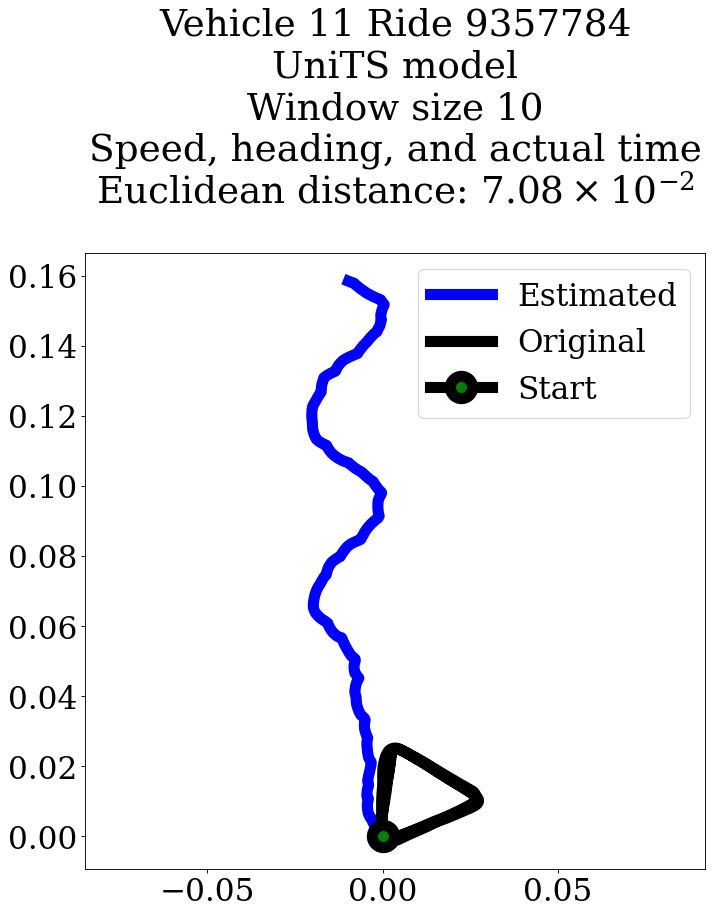 Vehicle 11 Ride 9357784
UniTS model
Window size 10
Speed, heading, and actual time
Euclidean distance: 7.08 × 10⁻²
0.16
0.14
0.12
0.10
0.08
0.06
0.04
0.02
0.00
Estimated
Original
Start
−0.05 0.00 0.05